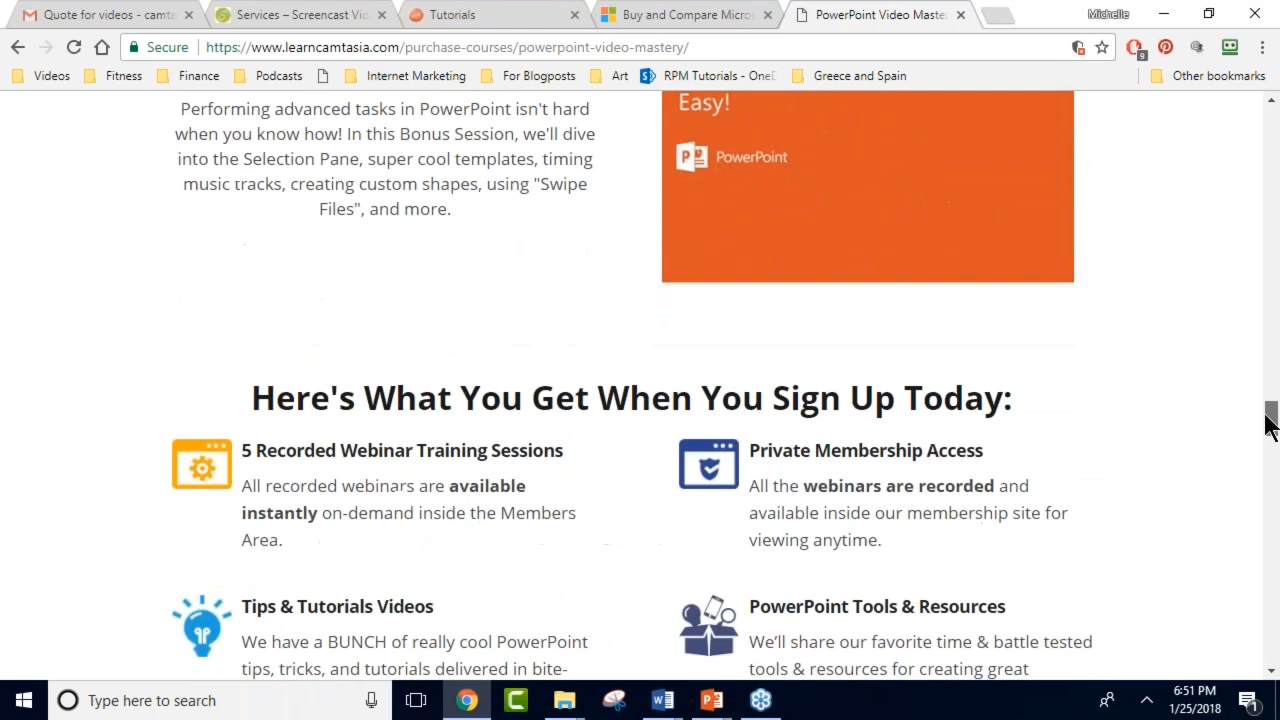 Quote for videos - camta
Services – Screencast Vid
Tutorials
Buy and Compare Micros
PowerPoint Video Maste
Michelle
Secure
https://www.learncamtasia.com/purchase-courses/powerpoint-video-mastery/
9
Videos
Fitness
Finance
Podcasts
Internet Marketing
For Blogposts
Art
RPM Tutorials - OneD
Greece and Spain
Other bookmarks
Performing advanced tasks in PowerPoint isn't hard
when you know how! In this Bonus Session, we'll dive
into the Selection Pane, super cool templates, timing
music tracks, creating custom shapes, using "Swipe
Files", and more.
Easy!
PowerPoint
Here's What You Get When You Sign Up Today:
5 Recorded Webinar Training Sessions
All recorded webinars are available
instantly on-demand inside the Members
Area.
Private Membership Access
All the webinars are recorded and
available inside our membership site for
viewing anytime.
Tips & Tutorials Videos
We have a BUNCH of really cool PowerPoint
tips, tricks, and tutorials delivered in bite-
PowerPoint Tools & Resources
We'll share our favorite time & battle tested
tools & resources for creating great
Type here to search
6:51 PM
1/25/2018
1